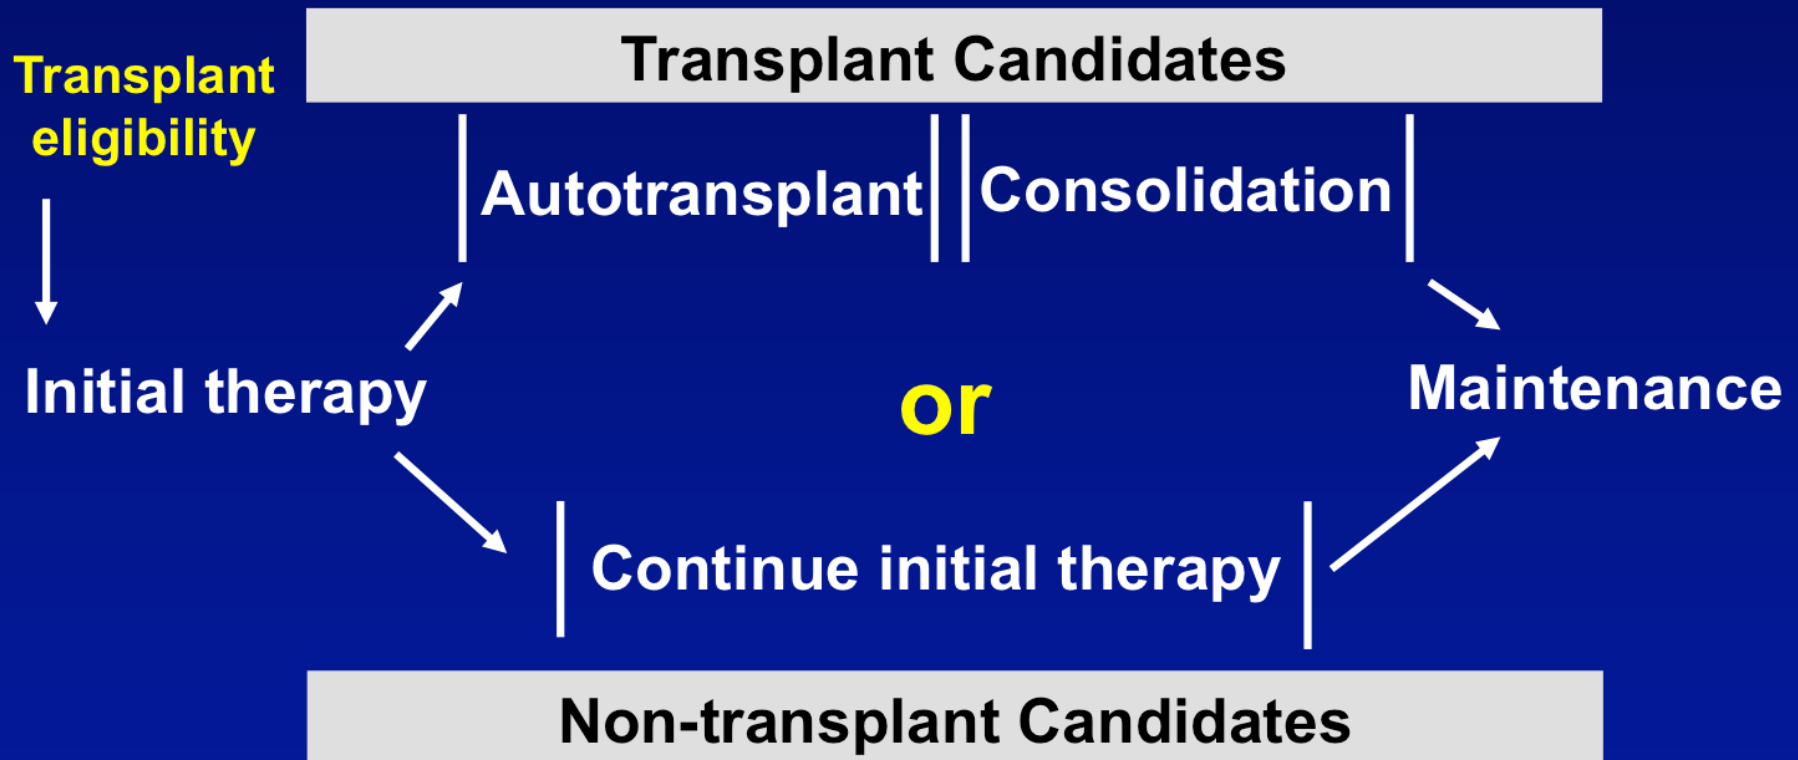 Transplant Candidates
Transplant
eligibility
Autotransplant
Consolidation
Initial therapy
or
Maintenance
Continue initial therapy
Non-transplant Candidates